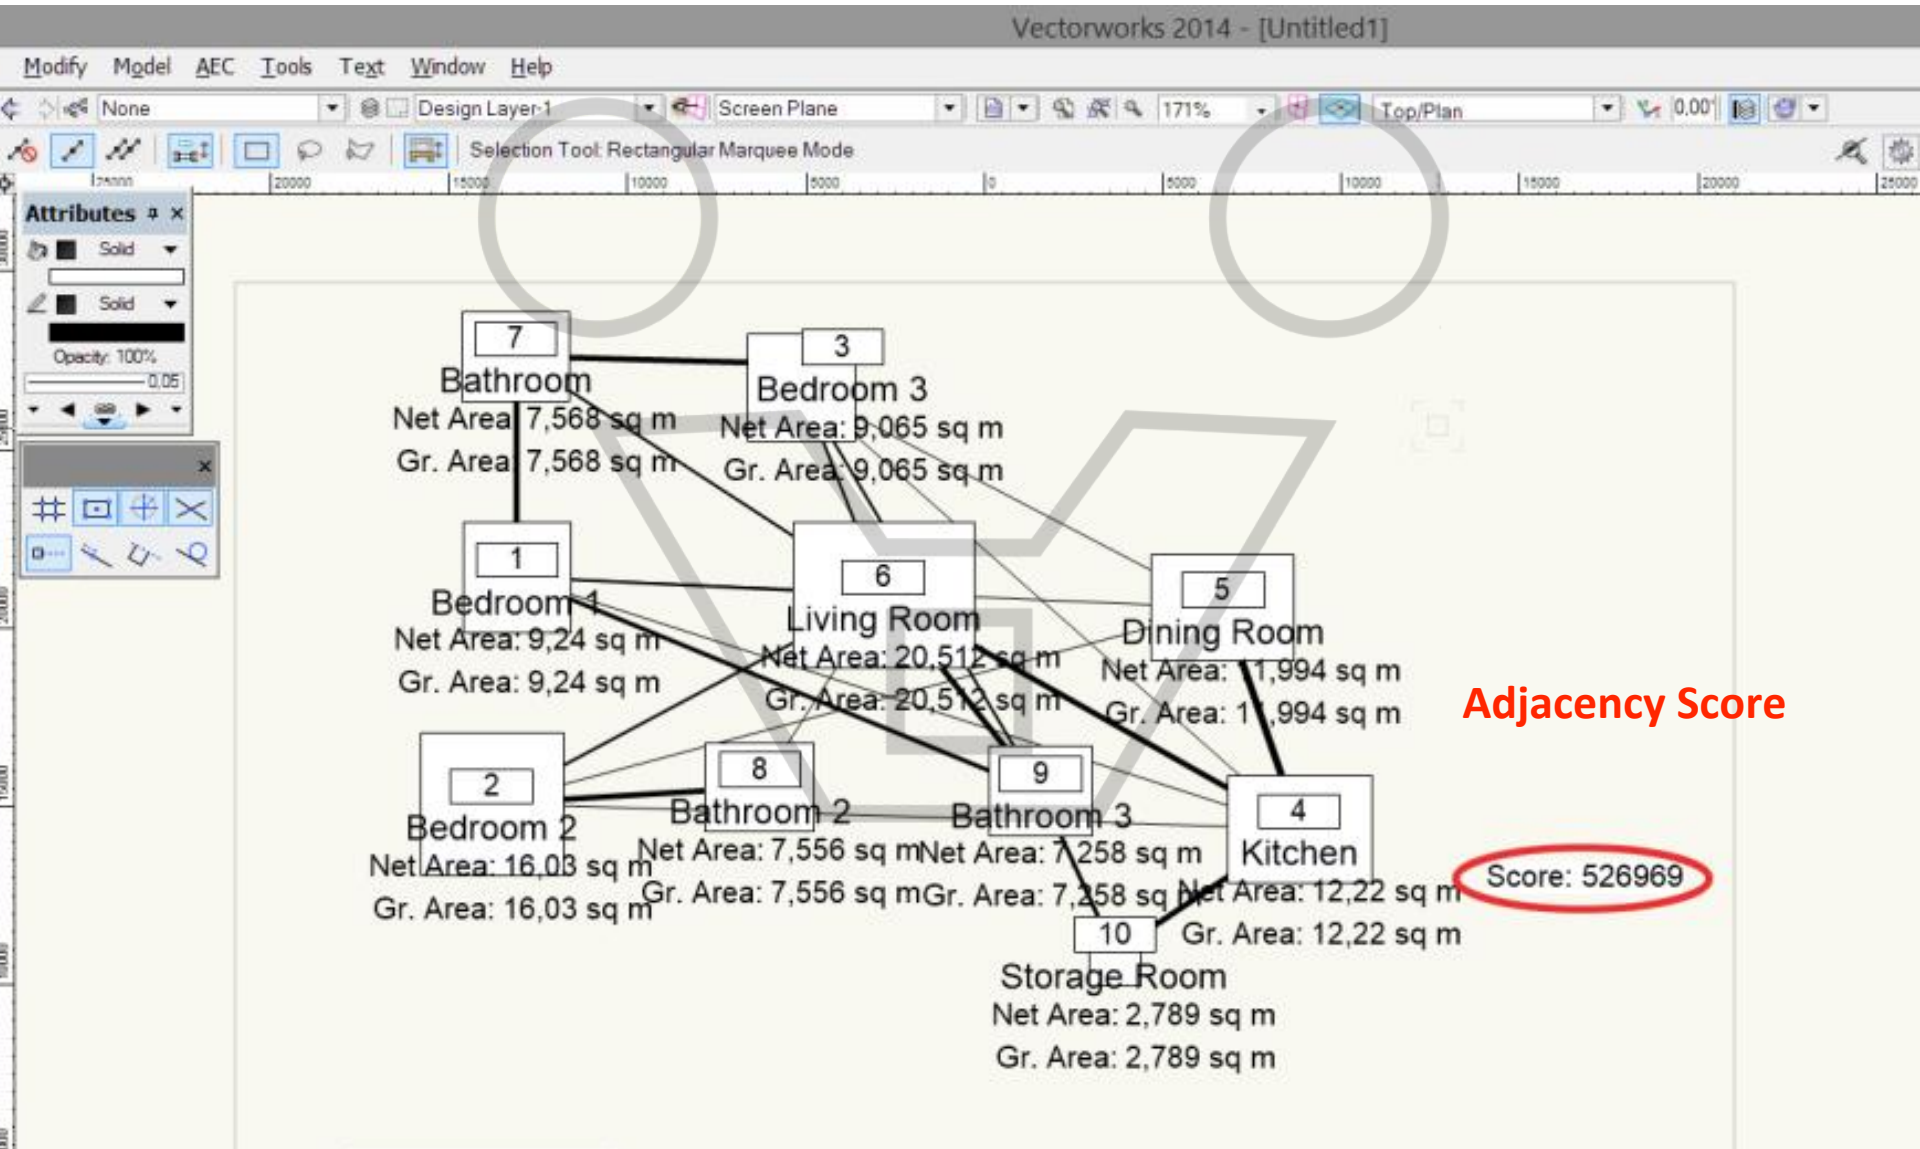 Vectorworks 2014 - [Untitled1]
Modify Model AEC Tools Text Window Help
None Design Layer-1 Screen Plane 171% Top/Plan 0.00°
Selection Tool: Rectangular Marquee Mode
25000 20000 15000 10000 5000 0 5000 10000 15000 20000 25000
Attributes
Solid
Solid
Opacity: 100%
0,05
7
Bathroom
Net Area: 7,568 sq m
Gr. Area: 7,568 sq m
3
Bedroom 3
Net Area: 9,065 sq m
Gr. Area: 9,065 sq m
1
Bedroom 1
Net Area: 9,24 sq m
Gr. Area: 9,24 sq m
6
Living Room
Net Area: 20,512 sq m
Gr. Area: 20,512 sq m
5
Dining Room
Net Area: 11,994 sq m
Gr. Area: 11,994 sq m
Adjacency Score
2
Bedroom 2
Net Area: 16,03 sq m
Gr. Area: 16,03 sq m
8
Bathroom 2
Net Area: 7,556 sq m
Gr. Area: 7,556 sq m
9
Bathroom 3
Net Area: 7,258 sq m
Gr. Area: 7,258 sq m
4
Kitchen
Net Area: 12,22 sq m
Gr. Area: 12,22 sq m
Score: 526969
10
Storage Room
Net Area: 2,789 sq m
Gr. Area: 2,789 sq m